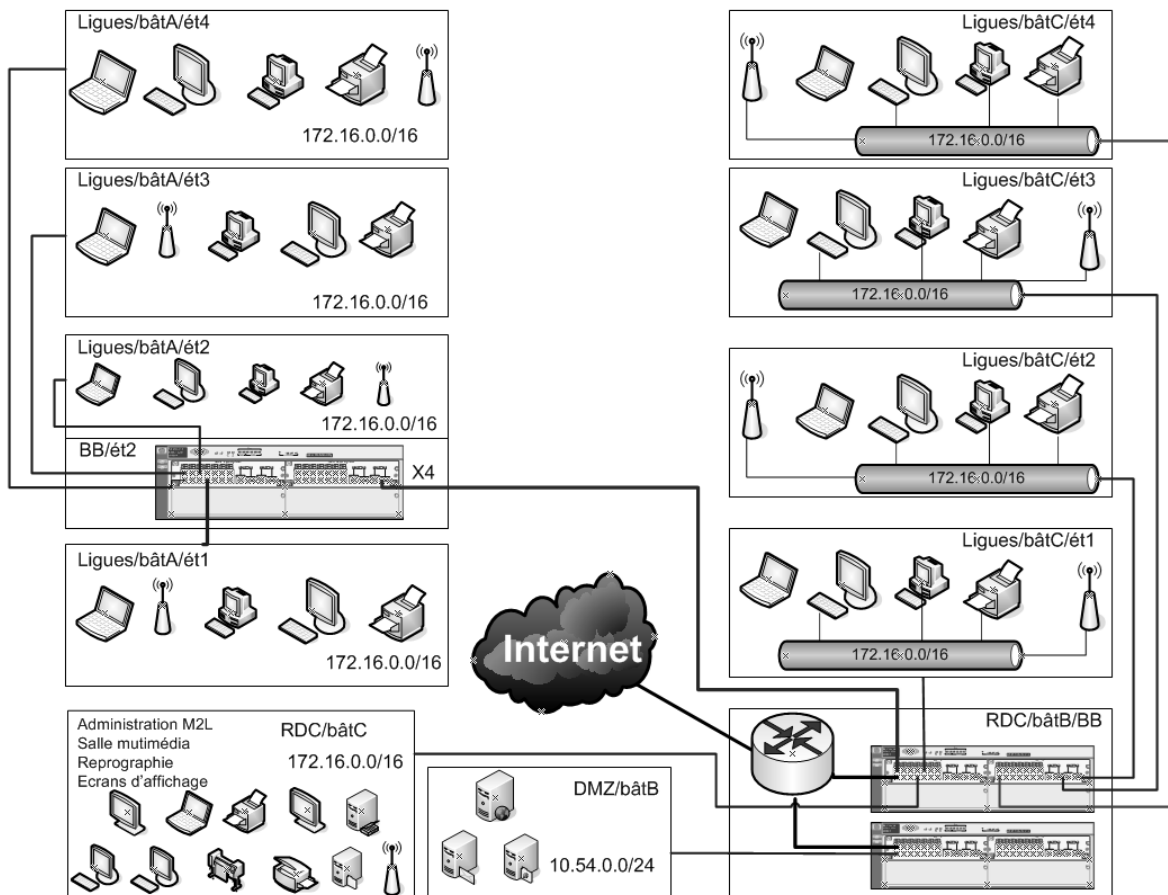 Ligues/bâtA/ét4
172.16.0.0/16
Ligues/bâtA/ét3
172.16.0.0/16
Ligues/bâtA/ét2
172.16.0.0/16
BB/ét2
X4
Ligues/bâtA/ét1
172.16.0.0/16
Administration M2L
Salle mutimédia
Reprographie
Ecrans d'affichage
RDC/bâtC
172.16.0.0/16
Internet
DMZ/bâtB
10.54.0.0/24
Ligues/bâtC/ét4
172.16.0.0/16
Ligues/bâtC/ét3
172.16.0.0/16
Ligues/bâtC/ét2
172.16.0.0/16
Ligues/bâtC/ét1
172.16.0.0/16
RDC/bâtB/BB